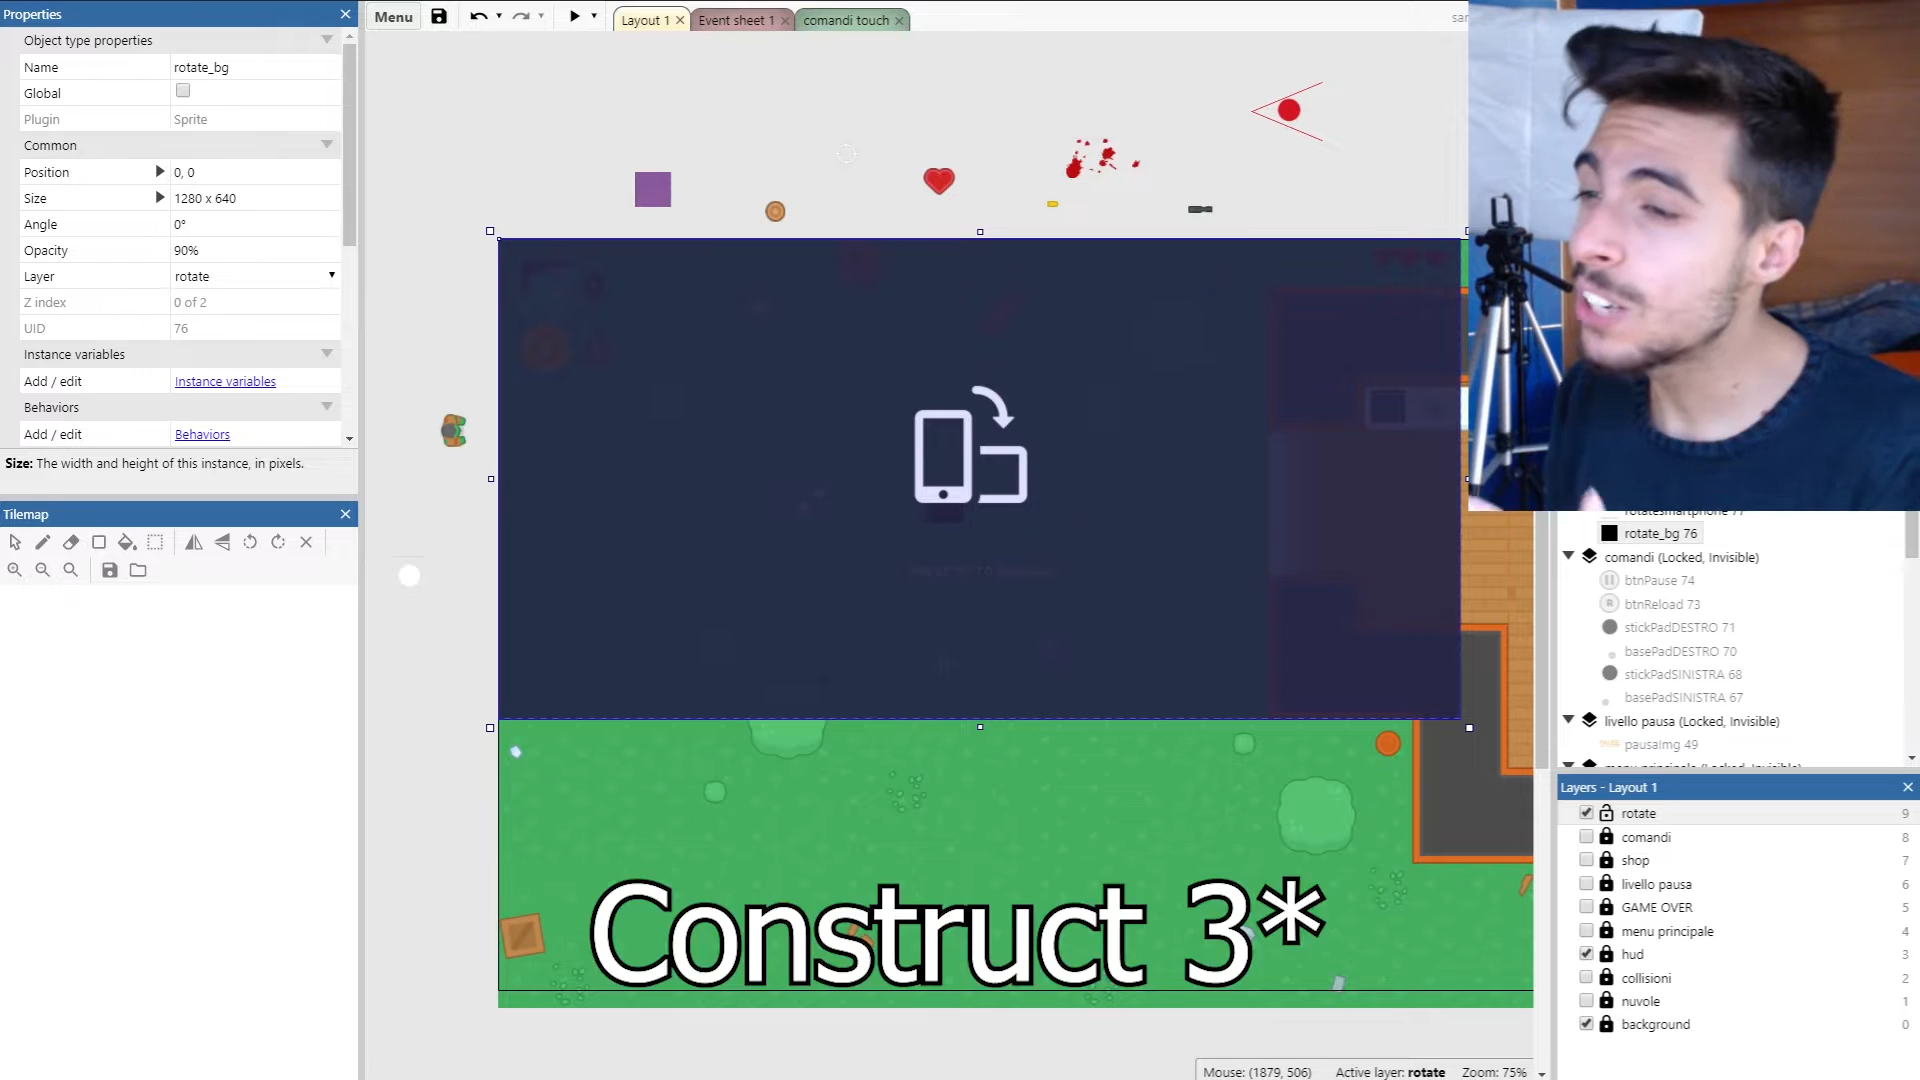 Properties
Object type properties
Name rotate_bg
Global
Plugin Sprite
Common
Position 0, 0
Size 1280 x 640
Angle 0°
Opacity 90%
Layer rotate
Z index 0 of 2
UID 76
Instance variables
Add / edit Instance variables
Behaviors
Add / edit Behaviors
Size: The width and height of this instance, in pixels.
Tilemap
Menu
Layout 1
Event sheet 1
comandi touch
Construct 3*
Mouse: (1879, 506) Active layer: rotate Zoom: 75%
rotate_bg 76
comandi (Locked, Invisible)
btnPause 74
R btnReload 73
stickPadDESTRO 71
basePadDESTRO 70
stickPadSINISTRA 68
basePadSINISTRA 67
livello pausa (Locked, Invisible)
pausaImg 49
Layers - Layout 1
rotate 9
comandi 8
shop 7
livello pausa 6
GAME OVER 5
menu principale 4
hud 3
collisioni 2
nuvole 1
background 0